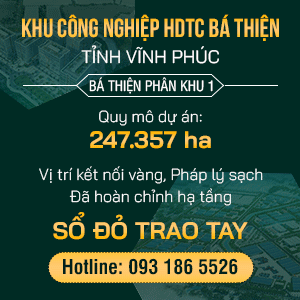 KHU CÔNG NGHIỆP HDTC BÁ THIỆN
TỈNH VĨNH PHÚC
BÁ THIỆN PHÂN KHU 1
Quy mô dự án:
247.357 ha
Vị trí kết nối vàng, Pháp lý sạch
Đã hoàn chỉnh hạ tầng
SỔ ĐỎ TRAO TAY
Hotline: 093 186 5526